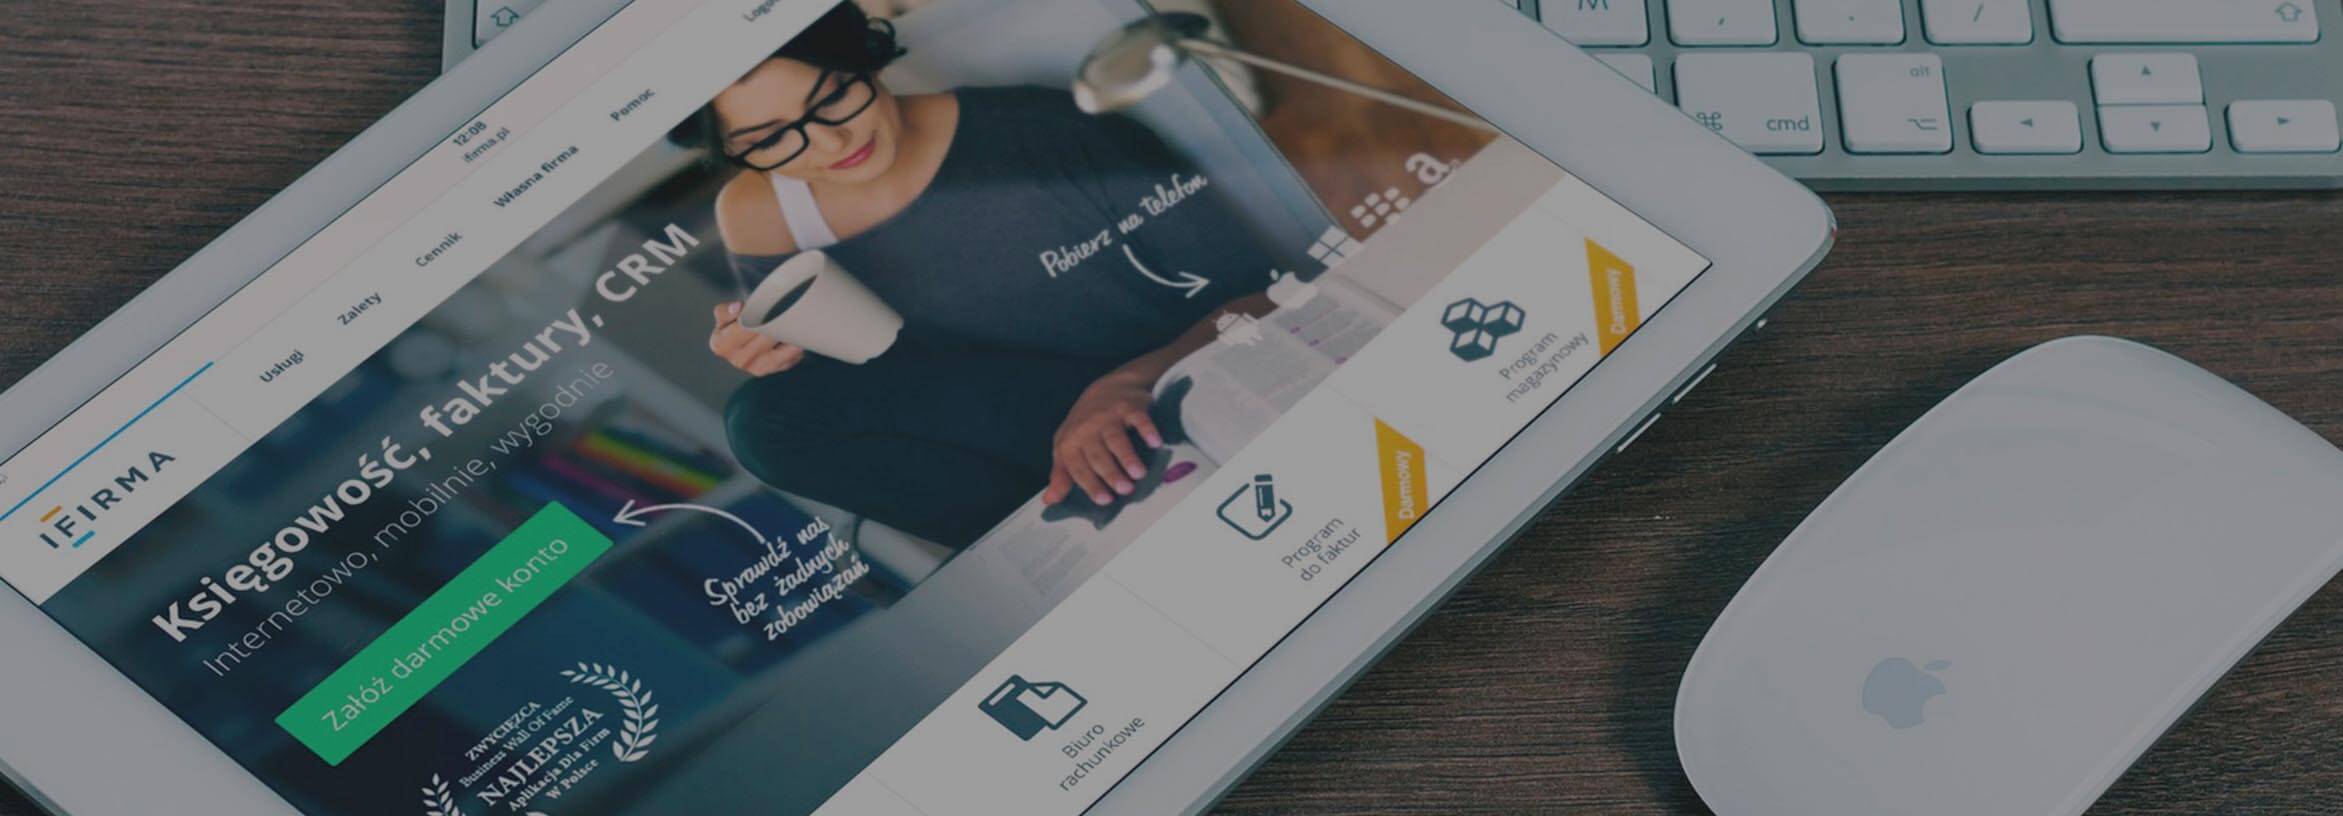 12:08
ifirma.pl
IFIRMA
Usługi
Zalety
Cennik
Własna firma
Pomoc
Księgowość, faktury, CRM
Internetowo, mobilnie, wygodnie
Załóż darmowe konto
Sprawdź nas
bez żadnych
zobowiązań
Pobierz na telefon
ZWYCIĘZCA
Business Wall Of Fame
NAJLEPSZA
Aplikacja Dla Firm
w Polsce
Biuro
rachunkowe
Program
do faktur
Darmowy
Program
magazynowy
Darmowy
M
,
.
/
cmd
alt